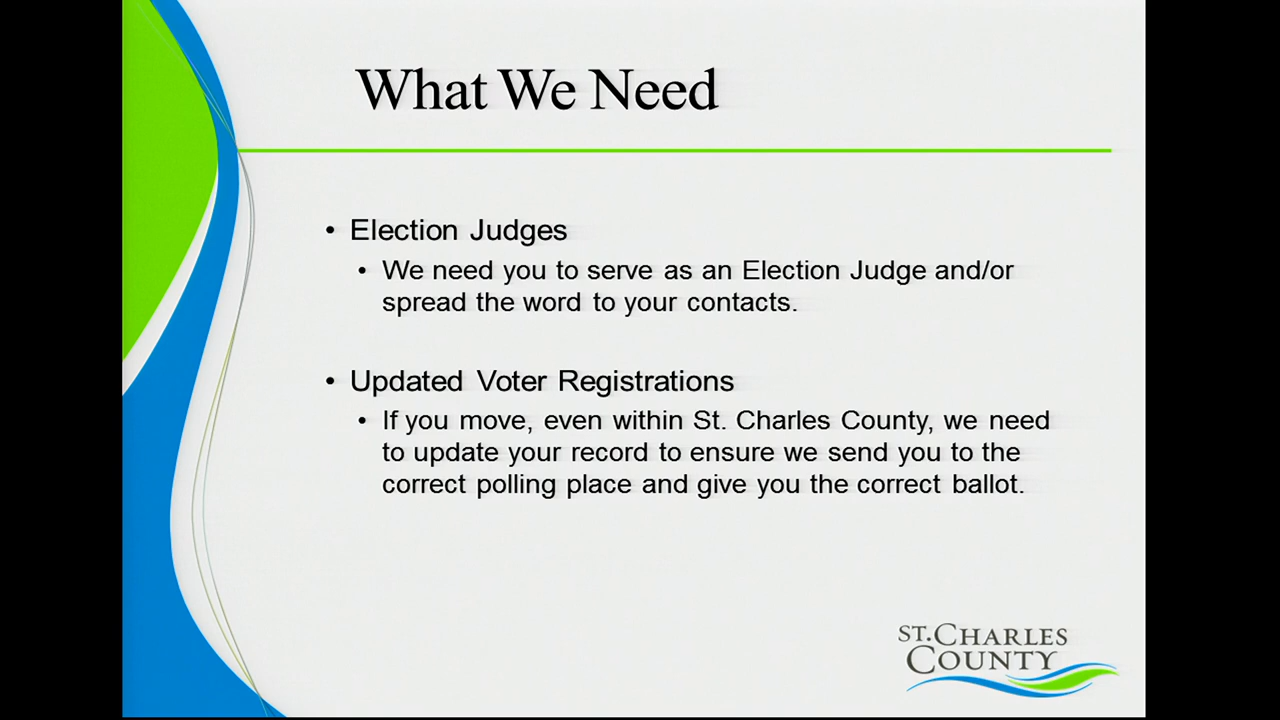 What We Need
• Election Judges
• We need you to serve as an Election Judge and/or
spread the word to your contacts.
• Updated Voter Registrations
• If you move, even within St. Charles County, we need
to update your record to ensure we send you to the
correct polling place and give you the correct ballot.
ST. CHARLES
COUNTY